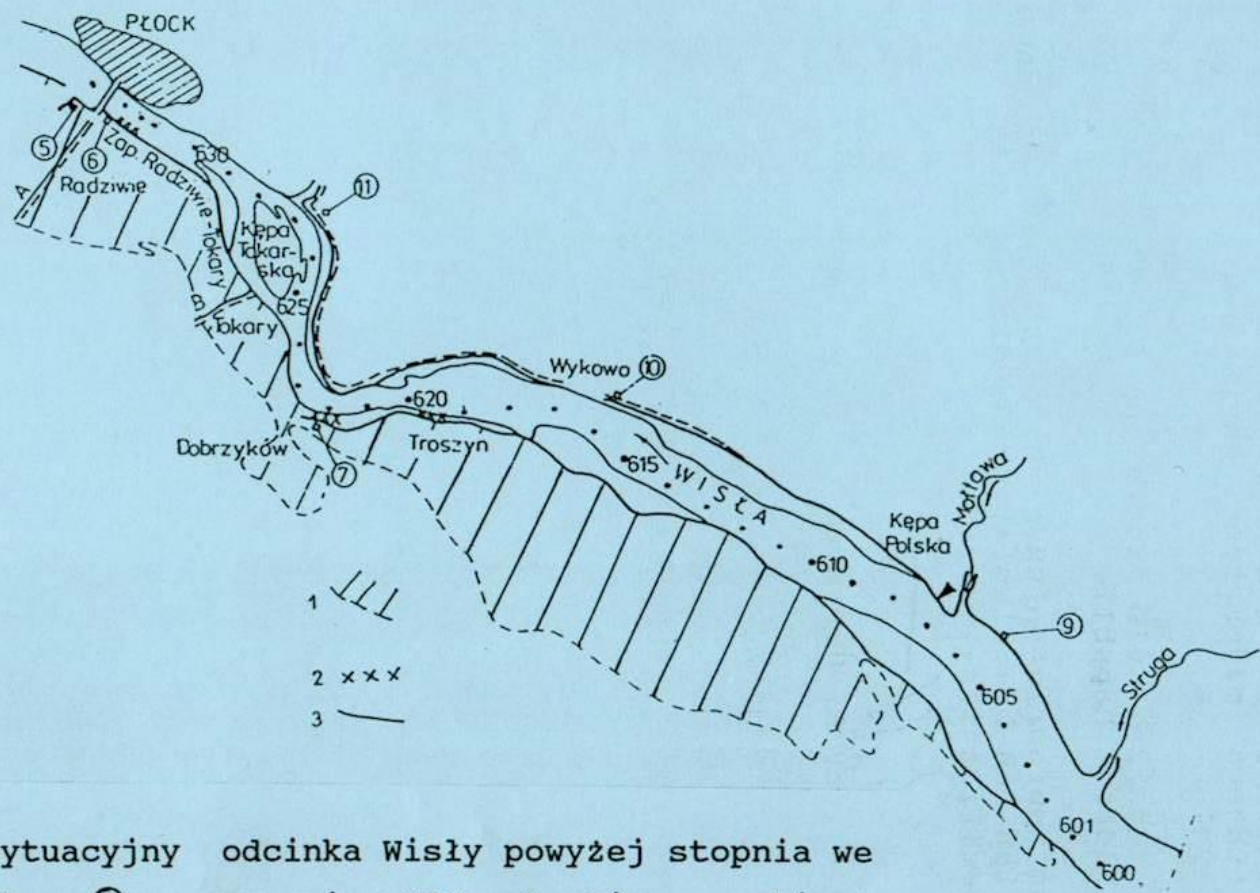 PŁOCK
630
⑤
⑥
Zap. Radziwie-Tokary
Radziwie
A
⑪
Kępa
Tokar-
ska
625
B
Tokary
Wykowo ⑩
620
Dobrzyków
⑦
Troszyn
615
WISŁA
Kępa
Polska
Mołtawa
610
⑨
Struga
605
1
2 x x x
3
601
600
ytuacyjny odcinka Wisły powyżej stopnia we